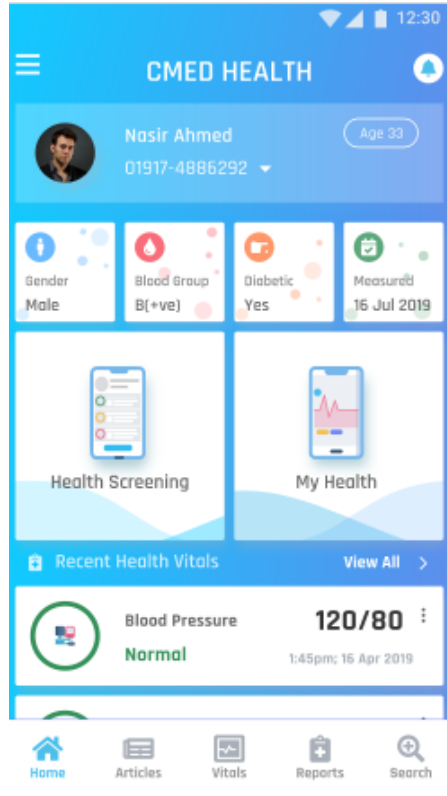 12:30
CMED HEALTH
Nasir Ahmed
Age 33
01917-4886292
Gender
Male
Blood Group
B(+ve)
Diabetic
Yes
Measured
16 Jul 2019
Health Screening
My Health
Recent Health Vitals
View All >
Blood Pressure
120/80
Normal
1:45pm; 16 Apr 2019
Home
Articles
Vitals
Reports
Search